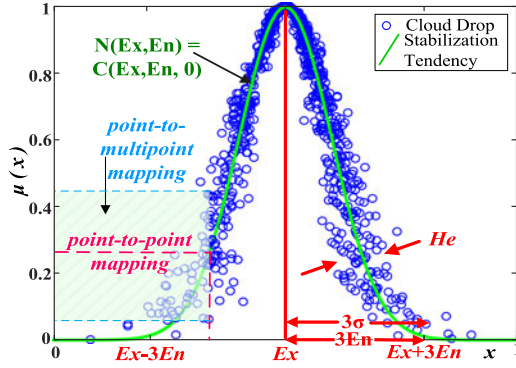 1
0.8
0.6
0.4
0.2
0
μ(x)
N(Ex,En) =
C(Ex,En, 0)
Cloud Drop
Stabilization
Tendency
point-to-
multipoint
mapping
point-to-point
mapping
He
3σ
3En
0
Ex-3En
Ex
Ex+3En
x